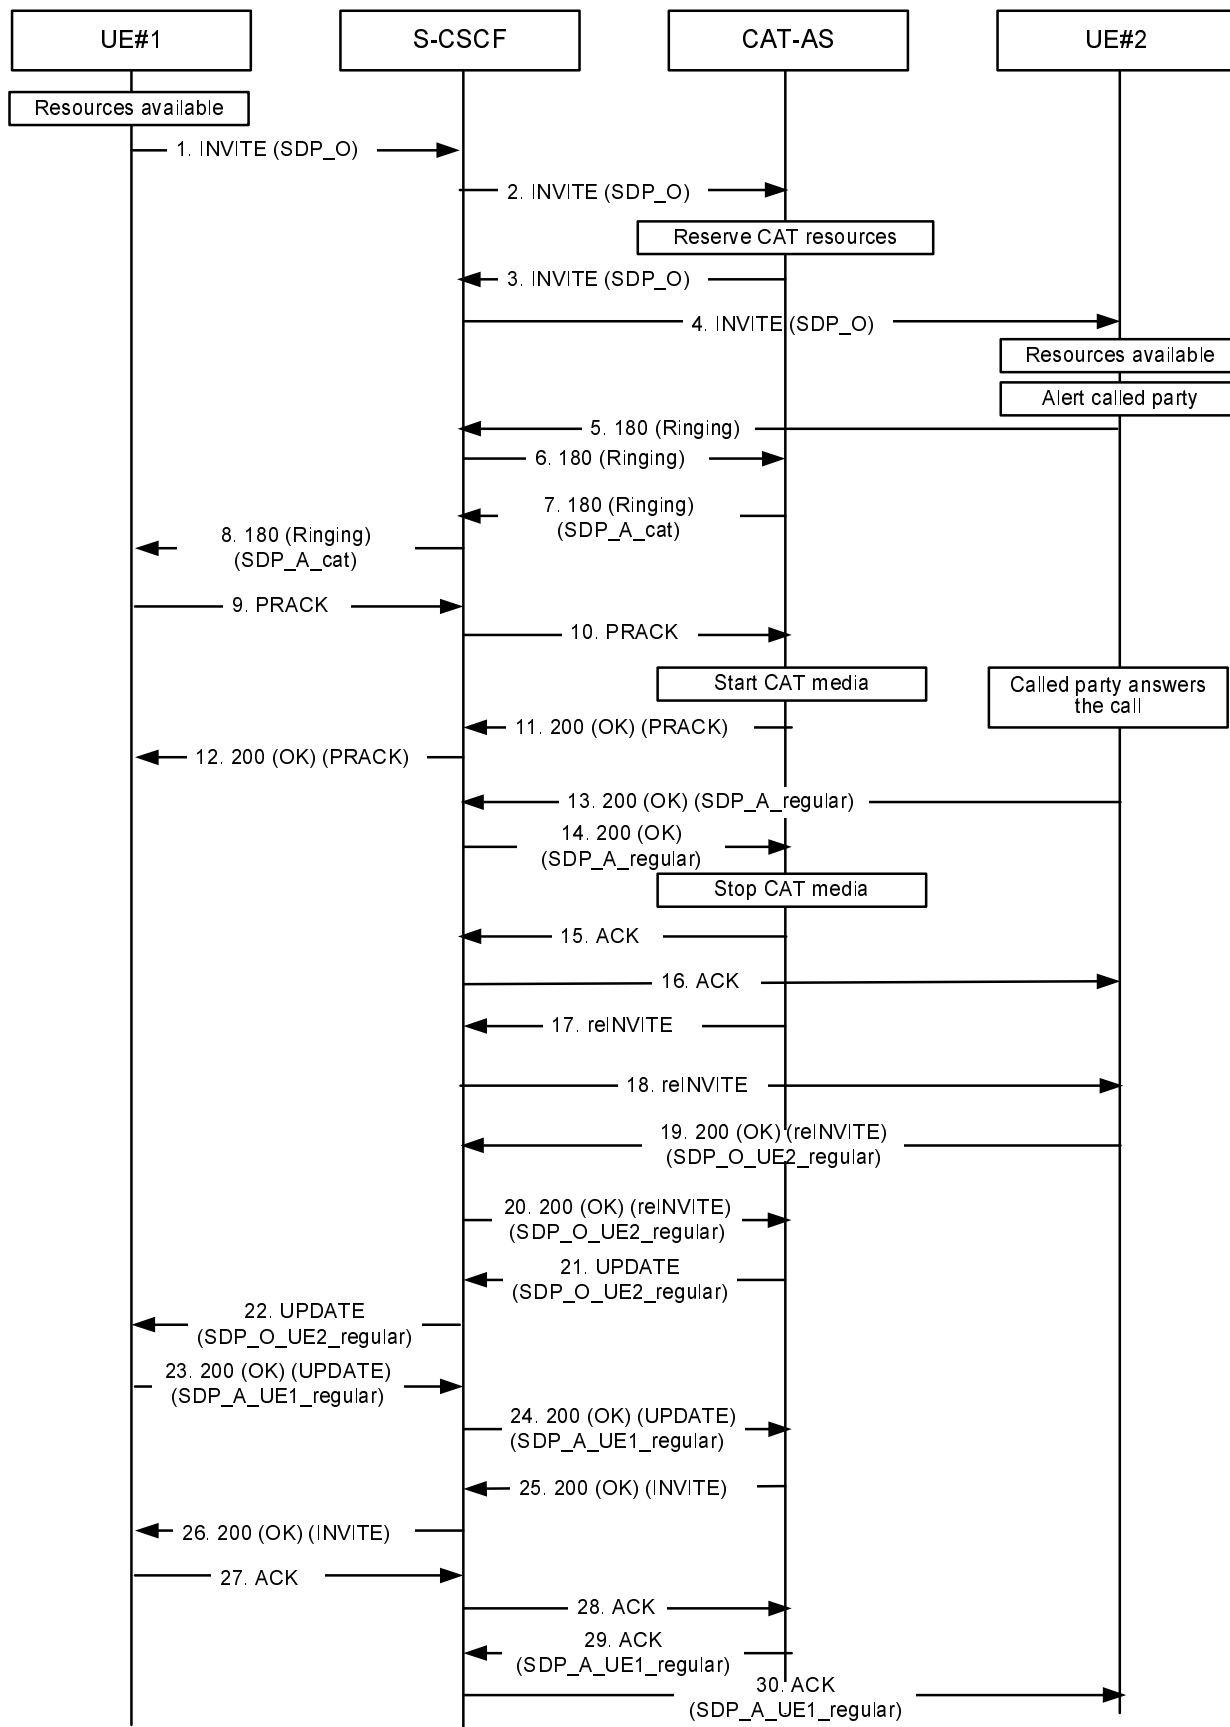 UE#1
S-CSCF
CAT-AS
UE#2
Resources available
1. INVITE (SDP_O)
2. INVITE (SDP_O)
Reserve CAT resources
3. INVITE (SDP_O)
4. INVITE (SDP_O)
Resources available
Alert called party
5. 180 (Ringing)
6. 180 (Ringing)
7. 180 (Ringing)
(SDP_A_cat)
8. 180 (Ringing)
(SDP_A_cat)
9. PRACK
10. PRACK
Start CAT media
Called party answers
the call
11. 200 (OK) (PRACK)
12. 200 (OK) (PRACK)
13. 200 (OK) (SDP_A_regular)
14. 200 (OK)
(SDP_A_regular)
Stop CAT media
15. ACK
16. ACK
17. reINVITE
18. reINVITE
19. 200 (OK) (reINVITE)
(SDP_O_UE2_regular)
20. 200 (OK) (reINVITE)
(SDP_O_UE2_regular)
21. UPDATE
(SDP_O_UE2_regular)
22. UPDATE
(SDP_O_UE2_regular)
23. 200 (OK) (UPDATE)
(SDP_A_UE1_regular)
24. 200 (OK) (UPDATE)
(SDP_A_UE1_regular)
25. 200 (OK) (INVITE)
26. 200 (OK) (INVITE)
27. ACK
28. ACK
29. ACK
(SDP_A_UE1_regular)
30. ACK
(SDP_A_UE1_regular)